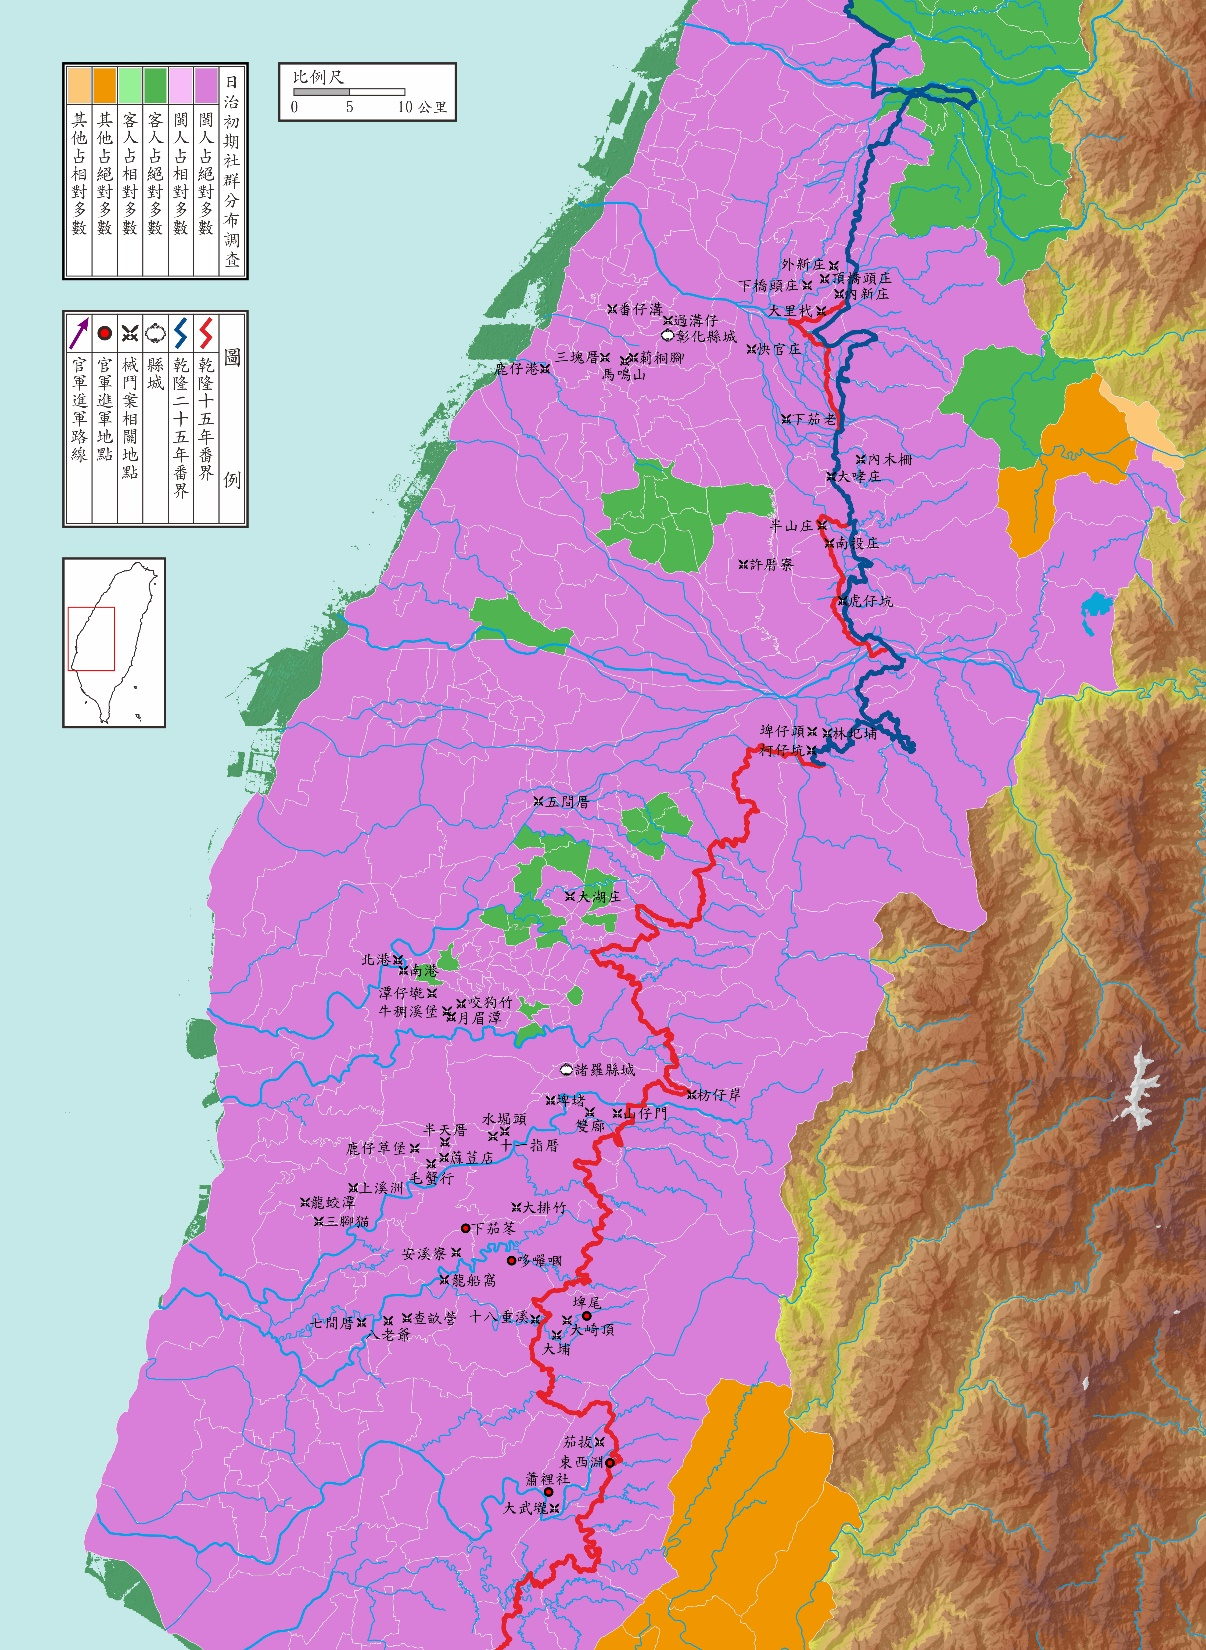 日治初期社群分布調查
閩人占絕對多數
閩人占相對多數
客人占絕對多數
客人占相對多數
其他占絕對多數
其他占相對多數
比例尺
0 5 10 公里
圖例
乾隆十五年番界
乾隆二十五年番界
縣城
械鬥案相關地點
官軍進軍地點
官軍進軍路線
外新庄
頂橋頭庄
下橋頭庄
內新庄
大里杙
番仔溝
過溝仔
彰化縣城
快官庄
三塊厝
莿桐腳
馬鳴山
鹿仔港
下茄老
內木柵
大哮庄
半山庄
南投庄
許厝寮
虎仔坑
埤仔頭
林圯埔
柯仔坑
五間厝
大湖庄
北港
南港
潭仔墘
咬狗竹
牛稠溪堡
月眉潭
諸羅縣城
枋仔岸
埤堵
山仔門
雙廍
水堀頭
半天厝
十一指厝
鹿仔草堡
蔴荳店
毛蟹行
上溪洲
龍蛟潭
三腳貓
大排竹
下茄苳
安溪寮
哆囉嘓
龍船窩
七間厝
八老爺
查畝營
十八重溪
埤尾
大崎頂
大埔
茄拔
東西淵
蕭裡社
大武壠